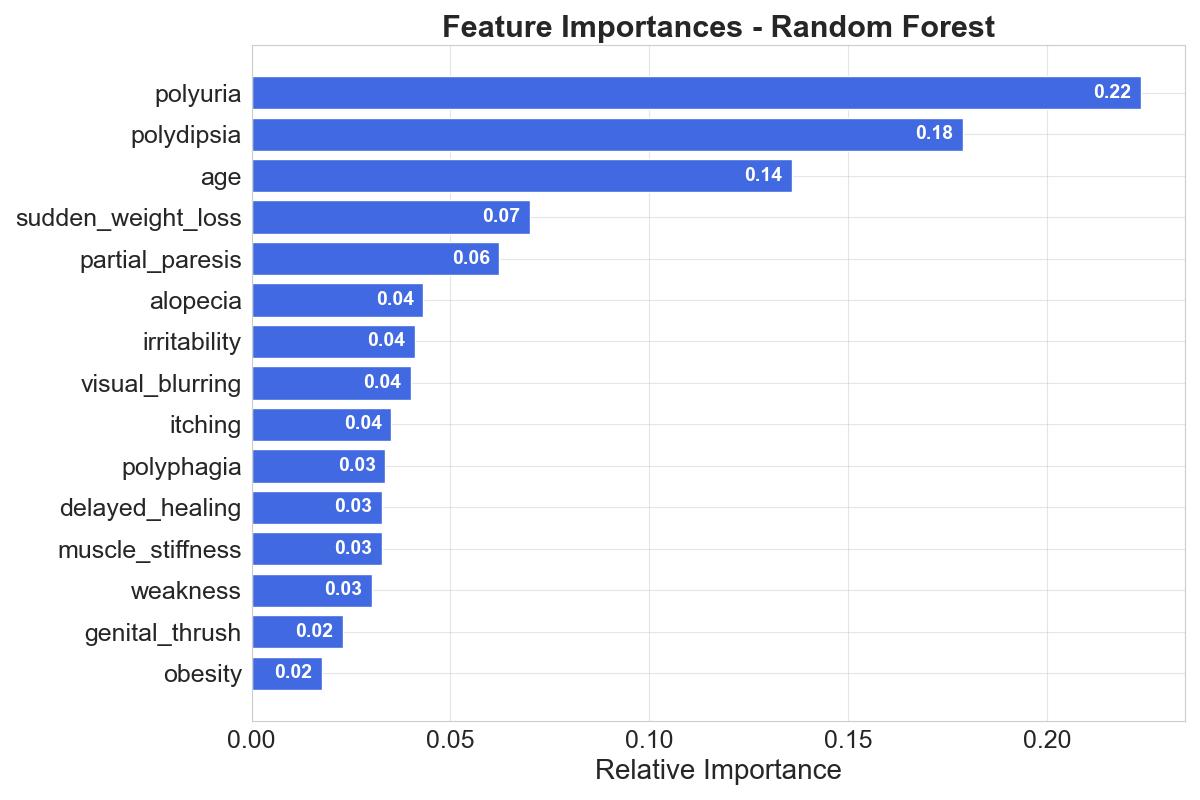 Feature Importances - Random Forest
polyuria 0.22
polydipsia 0.18
age 0.14
sudden_weight_loss 0.07
partial_paresis 0.06
alopecia 0.04
irritability 0.04
visual_blurring 0.04
itching 0.04
polyphagia 0.03
delayed_healing 0.03
muscle_stiffness 0.03
weakness 0.03
genital_thrush 0.02
obesity 0.02
0.00 0.05 0.10 0.15 0.20
Relative Importance